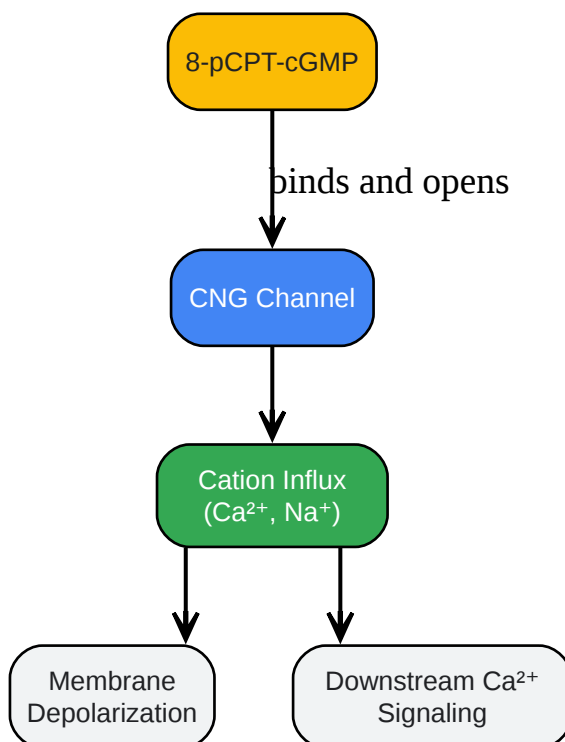 8-pCPT-cGMP
binds and opens
CNG Channel
Cation Influx
(Ca²⁺, Na⁺)
Membrane
Depolarization
Downstream Ca²⁺
Signaling